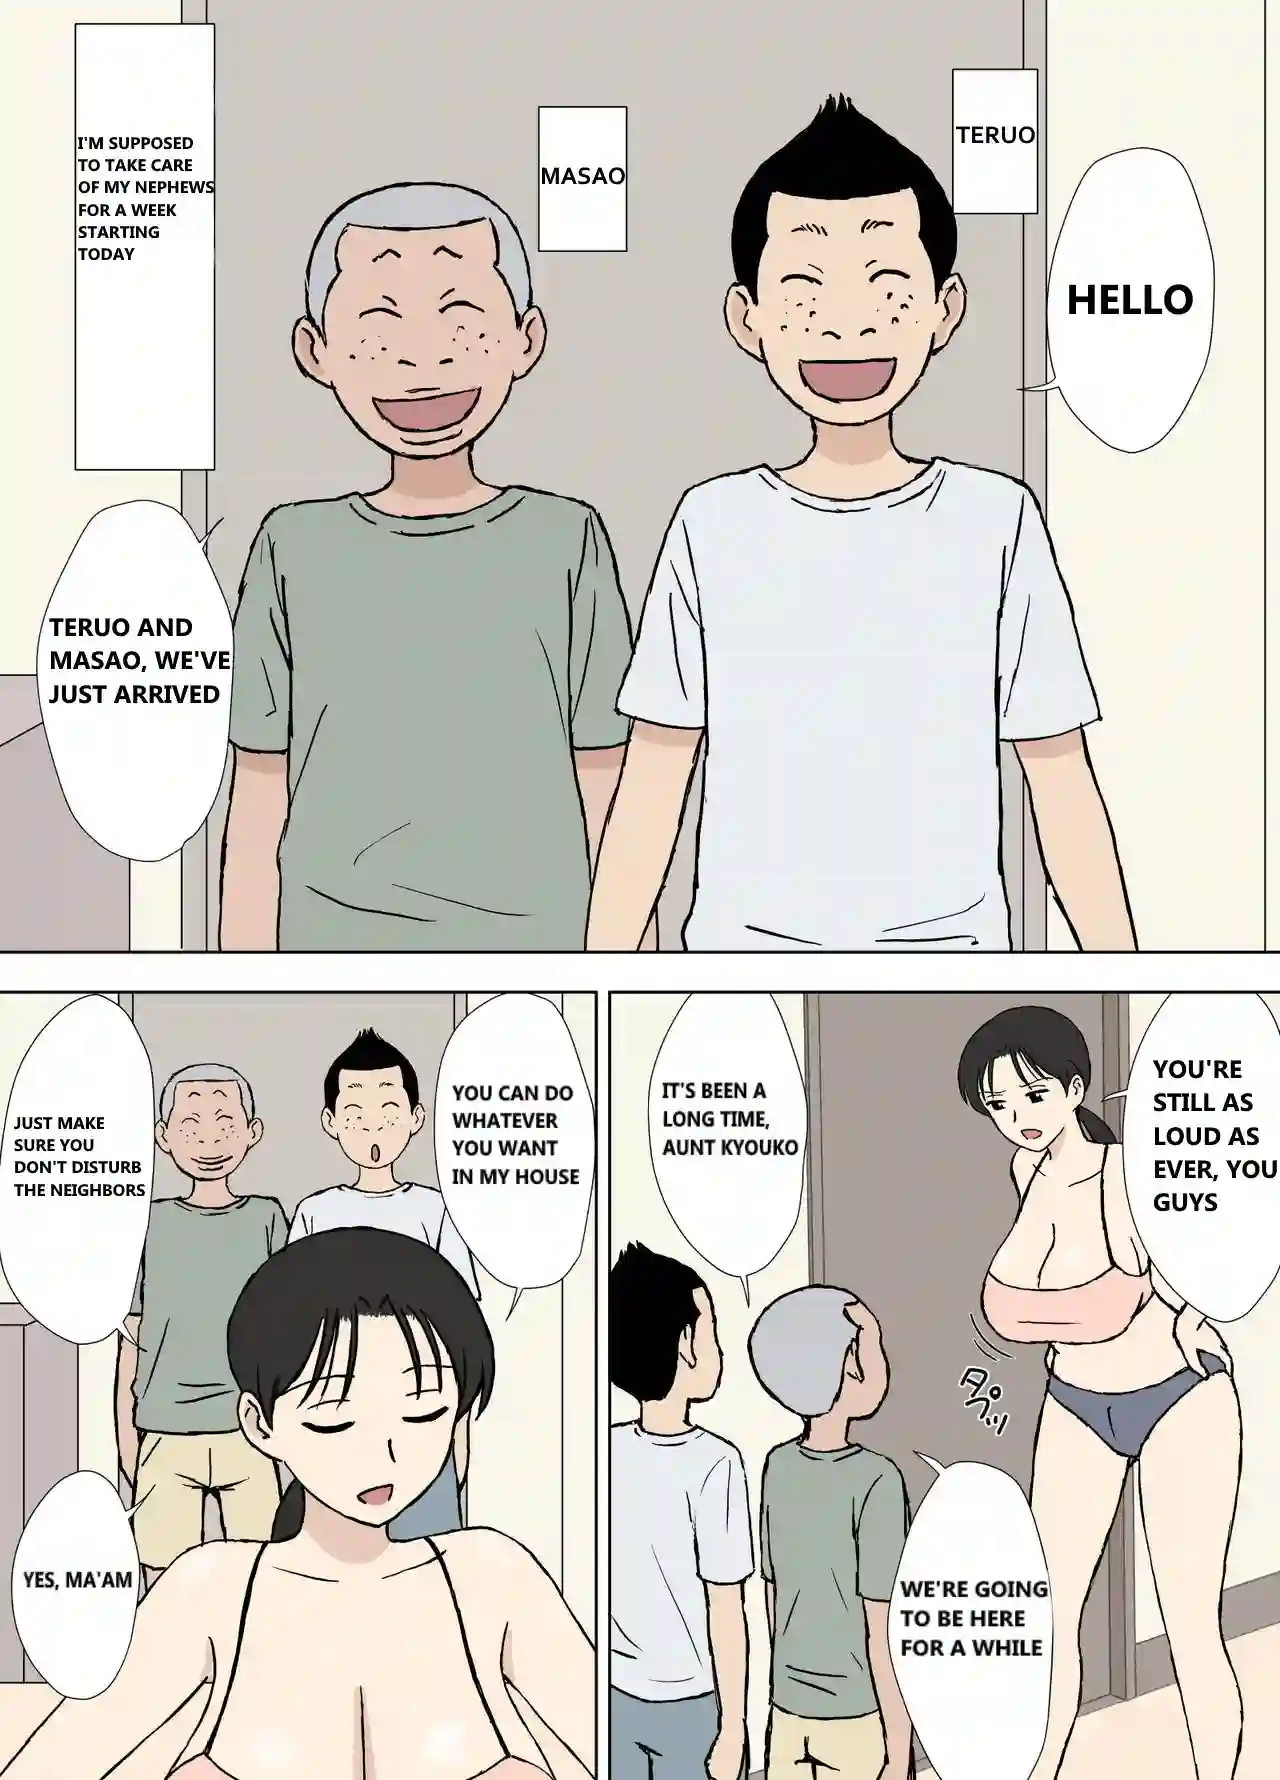 HELLO
TERUO
MASAO
I'M SUPPOSED
TO TAKE CARE
OF MY NEPHEWS
FOR A WEEK
STARTING
TODAY
TERUO AND
MASAO, WE'VE
JUST ARRIVED
YOU'RE
STILL AS
LOUD AS
EVER, YOU
GUYS
IT'S BEEN A
LONG TIME,
AUNT KYOUKO
タペッ
WE'RE GOING
TO BE HERE
FOR A WHILE
YOU CAN DO
WHATEVER
YOU WANT
IN MY HOUSE
JUST MAKE
SURE YOU
DON'T DISTURB
THE NEIGHBORS
YES, MA'AM